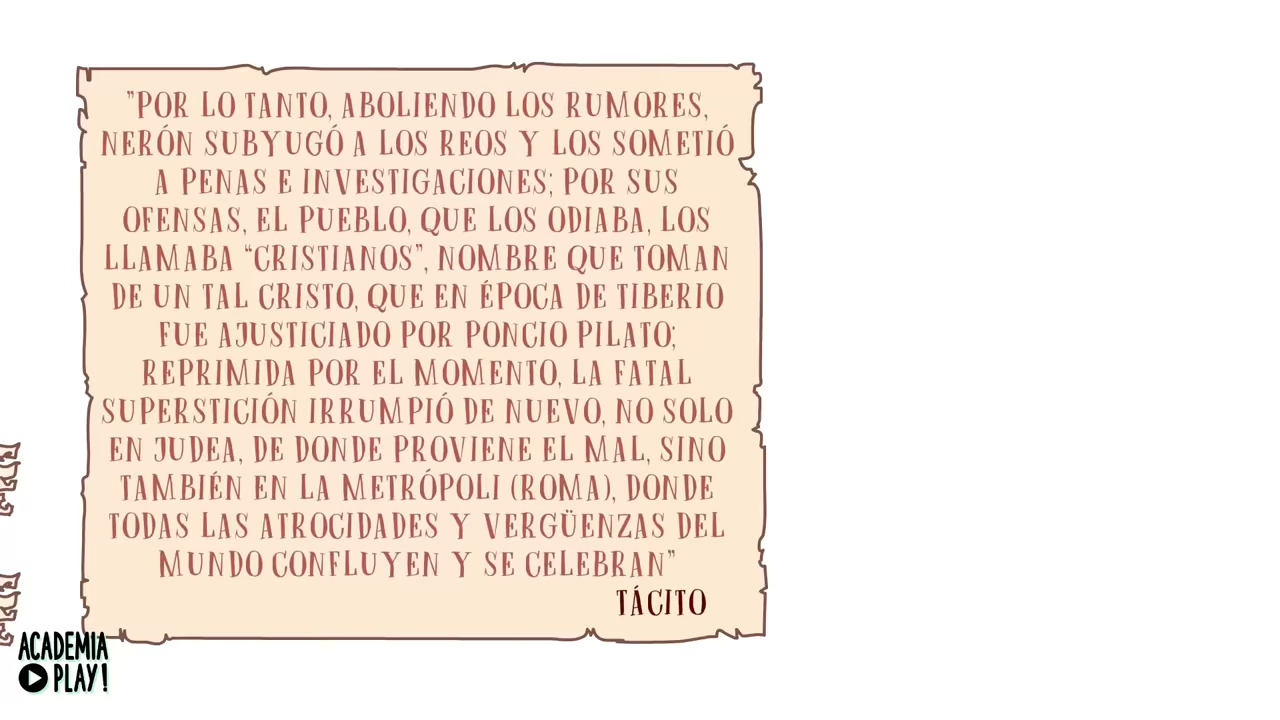 "POR LO TANTO, ABOLIENDO LOS RUMORES,
NERÓN SUBYUGÓ A LOS REOS Y LOS SOMETIÓ
A PENAS E INVESTIGACIONES; POR SUS
OFENSAS, EL PUEBLO, QUE LOS ODIABA, LOS
LLAMABA “CRISTIANOS”, NOMBRE QUE TOMAN
DE UN TAL CRISTO, QUE EN ÉPOCA DE TIBERIO
FUE AJUSTICIADO POR PONCIO PILATO;
REPRIMIDA POR EL MOMENTO, LA FATAL
SUPERSTICIÓN IRRUMPIÓ DE NUEVO, NO SOLO
EN JUDEA, DE DONDE PROVIENE EL MAL, SINO
TAMBIÉN EN LA METRÓPOLI (ROMA), DONDE
TODAS LAS ATROCIDADES Y VERGÜENZAS DEL
MUNDO CONFLUYEN Y SE CELEBRAN"
TÁCITO
ACADEMIA
PLAY!